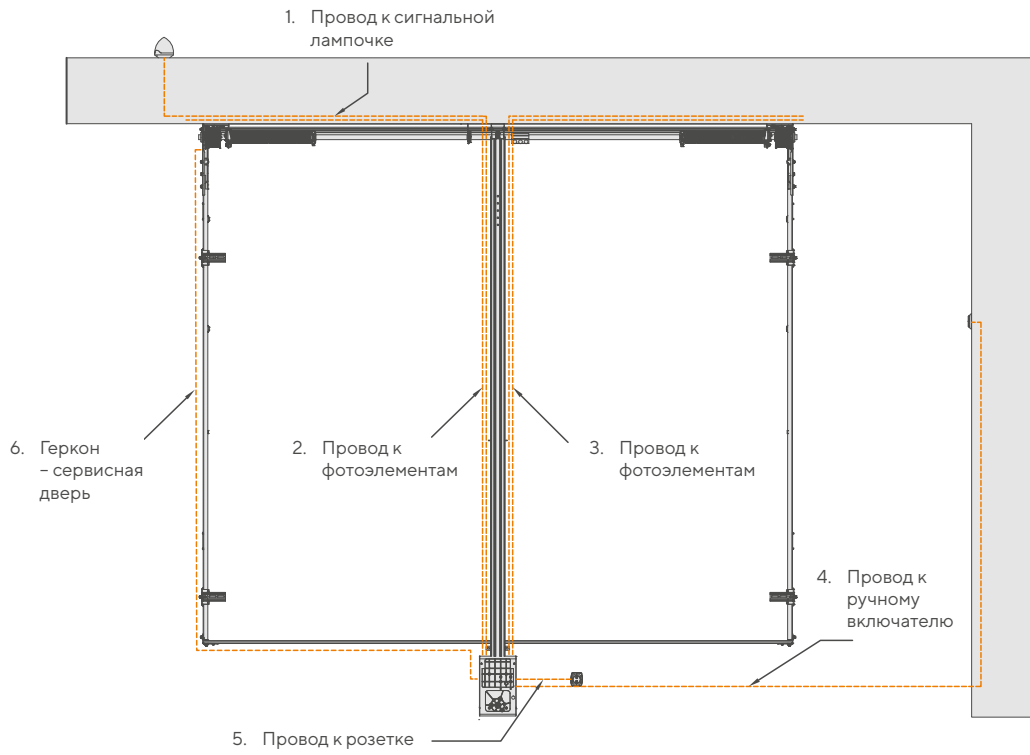 1. Провод к сигнальной
лампочке
6. Геркон
– сервисная
дверь
2. Провод к
фотоэлементам
3. Провод к
фотоэлементам
4. Провод к
ручному
включателю
5. Провод к розетке